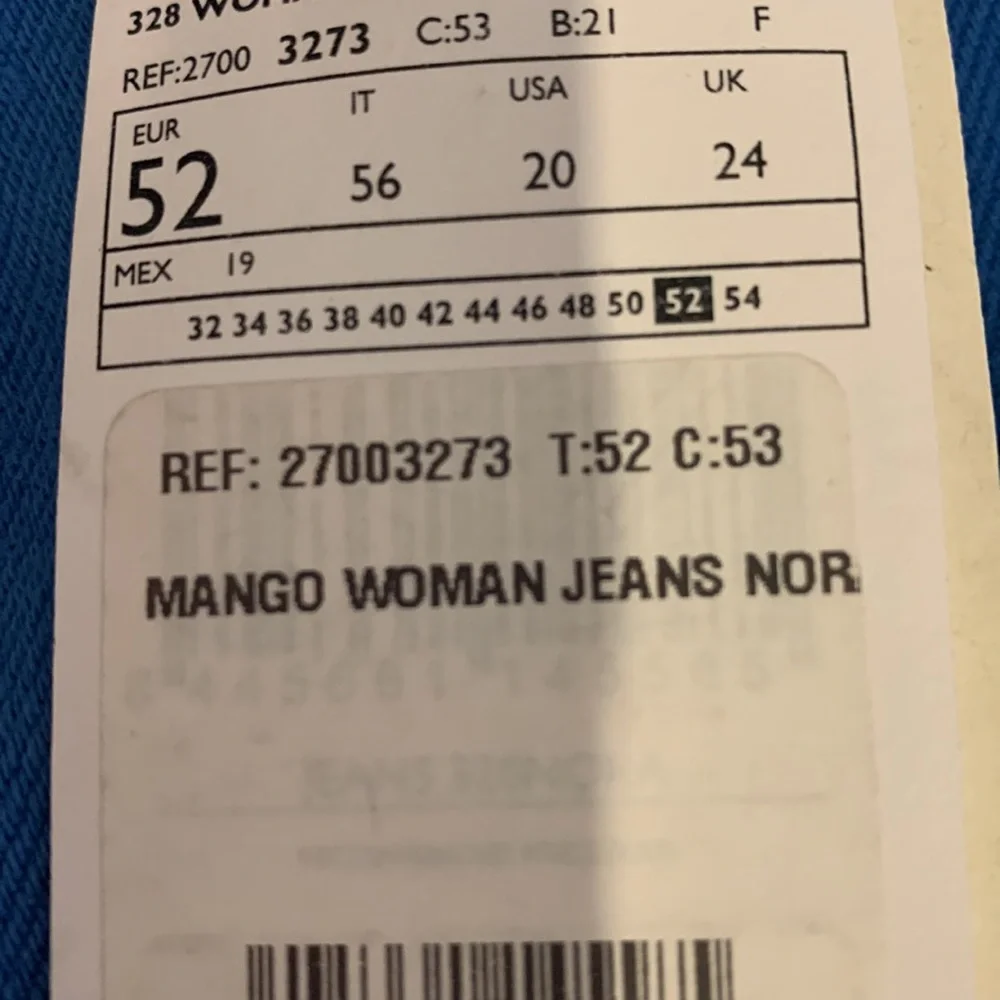 328
REF:2700 3273 C:53 B:21 F
EUR IT USA UK
52 56 20 24
MEX 19
32 34 36 38 40 42 44 46 48 50 52 54
REF: 27003273 T:52 C:53
MANGO WOMAN JEANS NOR